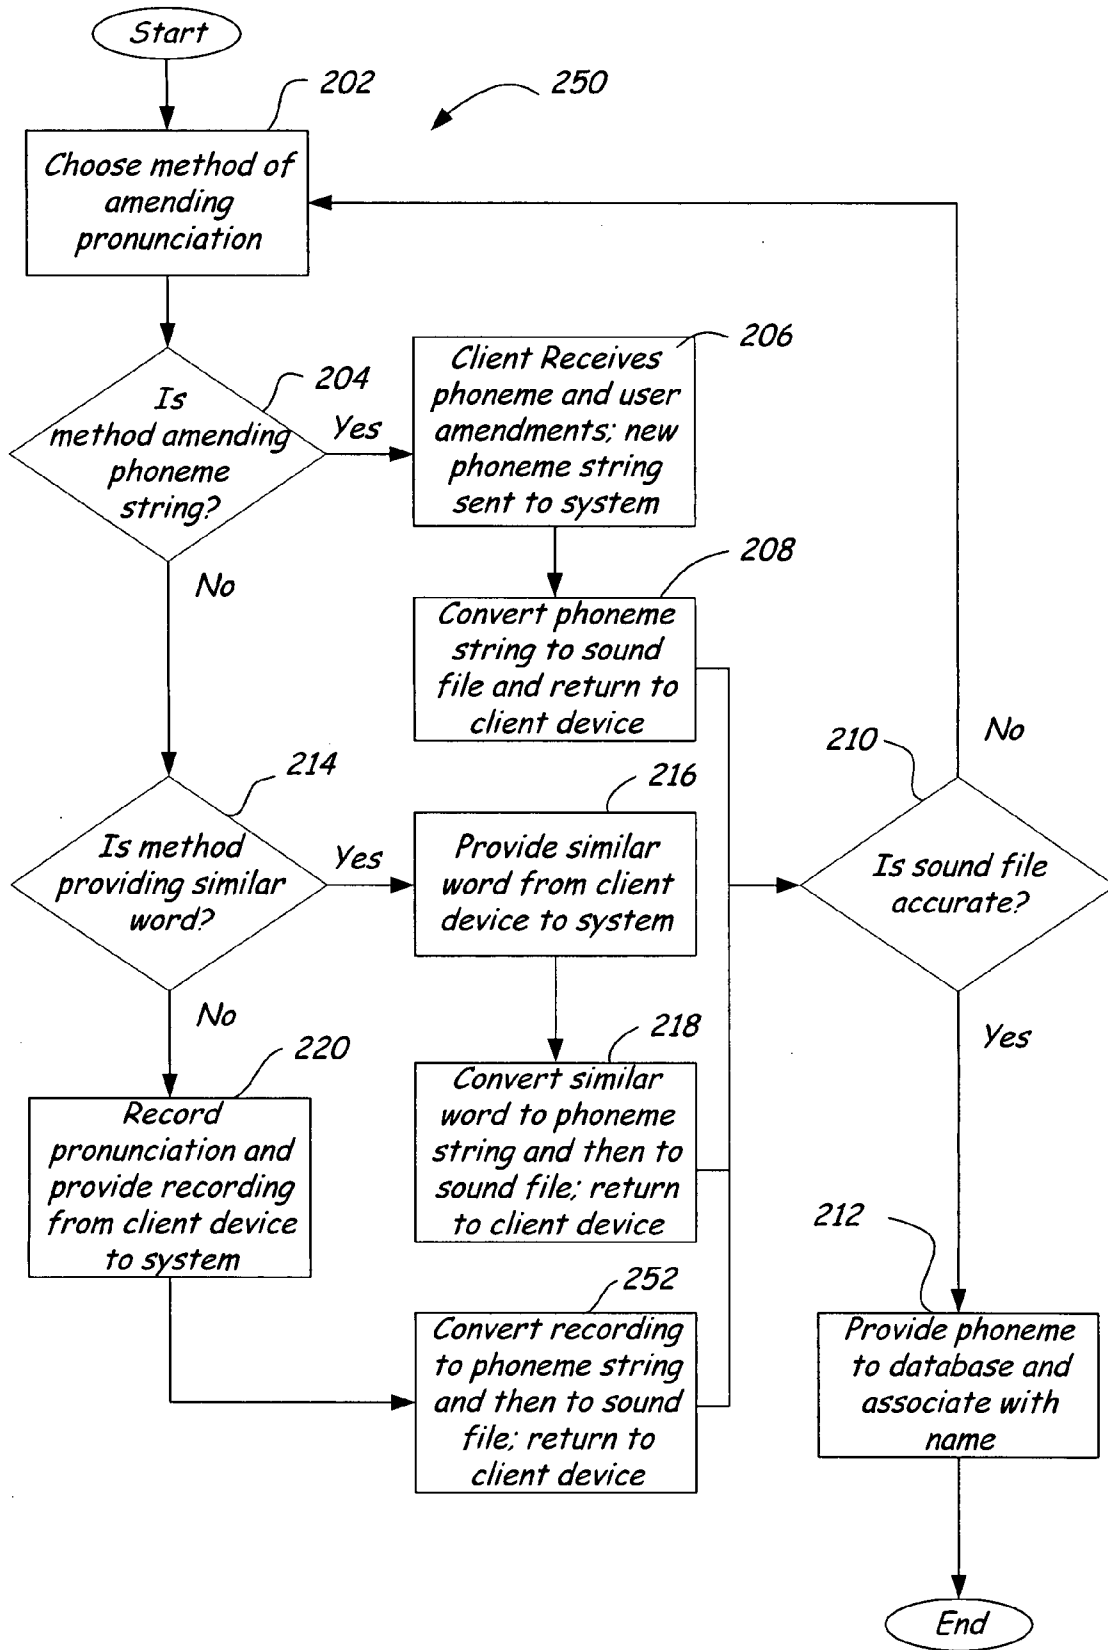 Start
202
250
Choose method of
amending
pronunciation
204
Is
method amending
phoneme
string?
Yes
No
206
Client Receives
phoneme and user
amendments; new
phoneme string
sent to system
208
Convert phoneme
string to sound
file and return to
client device
210
No
Is sound file
accurate?
Yes
214
Is method
providing similar
word?
Yes
No
216
Provide similar
word from client
device to system
218
Convert similar
word to phoneme
string and then to
sound file; return
to client device
220
Record
pronunciation and
provide recording
from client device
to system
252
Convert recording
to phoneme string
and then to sound
file; return to
client device
212
Provide phoneme
to database and
associate with
name
End